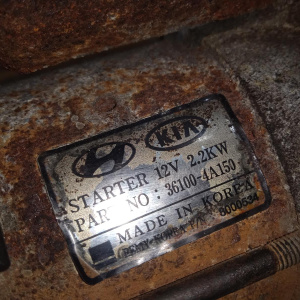 KIA
STARTER 12V 2.2KW
PART NO : 36100-4A150
MADE IN KOREA